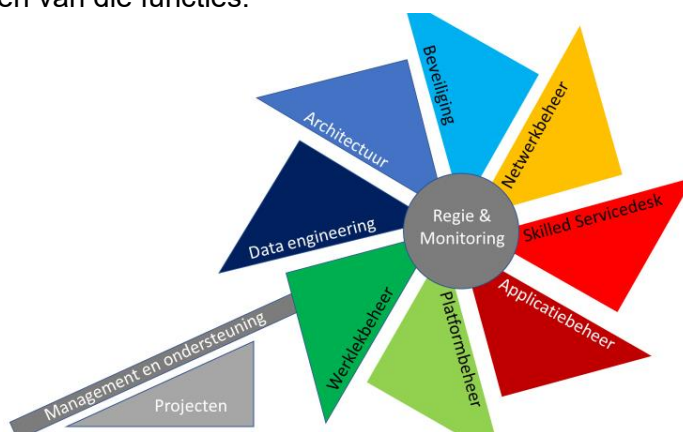 en van die functies.
Beveiliging
Architectuur
Netwerkbeheer
Data engineering
Regie &
Monitoring
Skilled Servicedesk
Applicatiebeheer
Platformbeheer
Werklekbeheer
Management en ondersteuning
Projecten